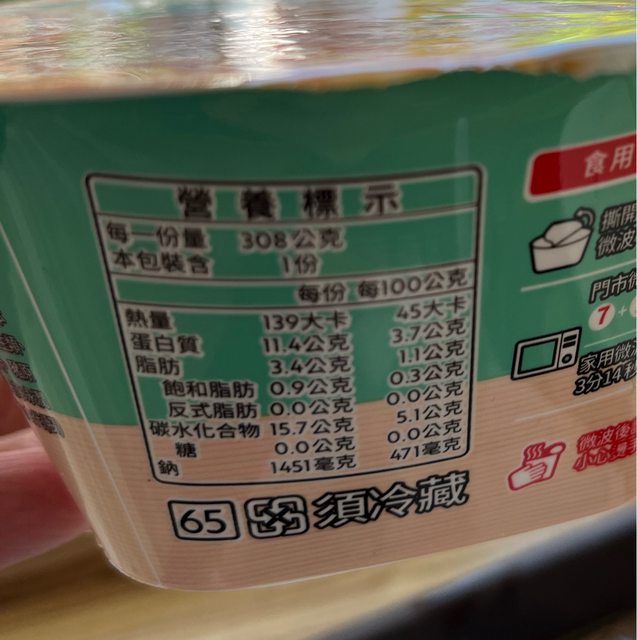 營養標示
每一份量 308公克
本包裝含 1份
每份 每100公克
熱量 139大卡 45大卡
蛋白質 11.4公克 3.7公克
脂肪 3.4公克 1.1公克
飽和脂肪 0.9公克 0.3公克
反式脂肪 0.0公克 0.0公克
碳水化合物 15.7公克 5.1公克
糖 0.0公克 0.0公克
鈉 1451毫克 471毫克
65 須冷藏
食用
撕開
微波
門市微
7+
家用微波
3分14秒
微波後
小心燙